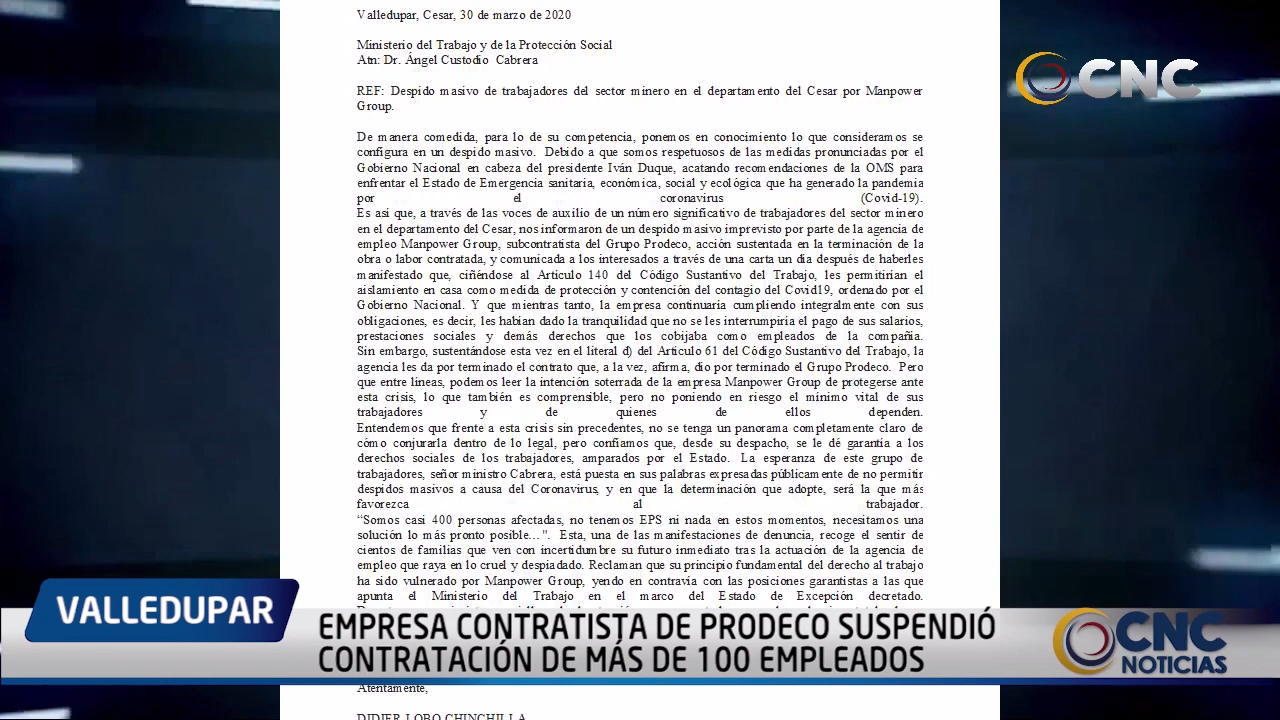 Valledupar, Cesar, 30 de marzo de 2020
Ministerio del Trabajo y de la Protección Social
Atn: Dr. Ángel Custodio Cabrera
CNC
REF: Despido masivo de trabajadores del sector minero en el departamento del Cesar por Manpower
Group.
De manera comedida, para lo de su competencia, ponemos en conocimiento lo que consideramos se
configura en un despido masivo. Debido a que somos respetuosos de las medidas pronunciadas por el
Gobierno Nacional en cabeza del presidente Iván Duque, acatando recomendaciones de la OMS para
enfrentar el Estado de Emergencia sanitaria, económica, social y ecológica que ha generado la pandemia
por el coronavirus (Covid-19).
Es así que, a través de las voces de auxilio de un número significativo de trabajadores del sector minero
en el departamento del Cesar, nos informaron de un despido masivo imprevisto por parte de la agencia de
empleo Manpower Group, subcontratista del Grupo Prodeco, acción sustentada en la terminación de la
obra o labor contratada, y comunicada a los interesados a través de una carta un día después de haberles
manifestado que, ciñéndose al Artículo 140 del Código Sustantivo del Trabajo, les permitirían el
aislamiento en casa como medida de protección y contención del contagio del Covid19, ordenado por el
Gobierno Nacional. Y que mientras tanto, la empresa continuaría cumpliendo integralmente con sus
obligaciones, es decir, les habían dado la tranquilidad que no se les interrumpiría el pago de sus salarios,
prestaciones sociales y demás derechos que los cobijaba como empleados de la compañía.
Sin embargo, sustentándose esta vez en el literal d) del Artículo 61 del Código Sustantivo del Trabajo, la
agencia les da por terminado el contrato que, a la vez, afirma, dio por terminado el Grupo Prodeco. Pero
que entre líneas, podemos leer la intención soterrada de la empresa Manpower Group de protegerse ante
esta crisis, lo que también es comprensible, pero no poniendo en riesgo el mínimo vital de sus
trabajadores y de quienes de ellos dependen.
Entendemos que frente a esta crisis sin precedentes, no se tenga un panorama completamente claro de
cómo conjurarla dentro de lo legal, pero confiamos que, desde su despacho, se le dé garantía a los
derechos sociales de los trabajadores, amparados por el Estado. La esperanza de este grupo de
trabajadores, señor ministro Cabrera, está puesta en sus palabras expresadas públicamente de no permitir
despidos masivos a causa del Coronavirus, y en que la determinación que adopte, será la que más
favorezca al trabajador.
“Somos casi 400 personas afectadas, no tenemos EPS ni nada en estos momentos, necesitamos una
solución lo más pronto posible…". Esta, una de las manifestaciones de denuncia, recoge el sentir de
cientos de familias que ven con incertidumbre su futuro inmediato tras la actuación de la agencia de
empleo que raya en lo cruel y despiadado. Reclaman que su principio fundamental del derecho al trabajo
ha sido vulnerado por Manpower Group, yendo en contravía con las posiciones garantistas a las que
apunta el Ministerio del Trabajo en el marco del Estado de Excepción decretado.
VALLEDUPAR
EMPRESA CONTRATISTA DE PRODECO SUSPENDIÓ
CONTRATACIÓN DE MÁS DE 100 EMPLEADOS
CNC
NOTICIAS
Atentamente,
DIDIER LOBO CHINCHILLA